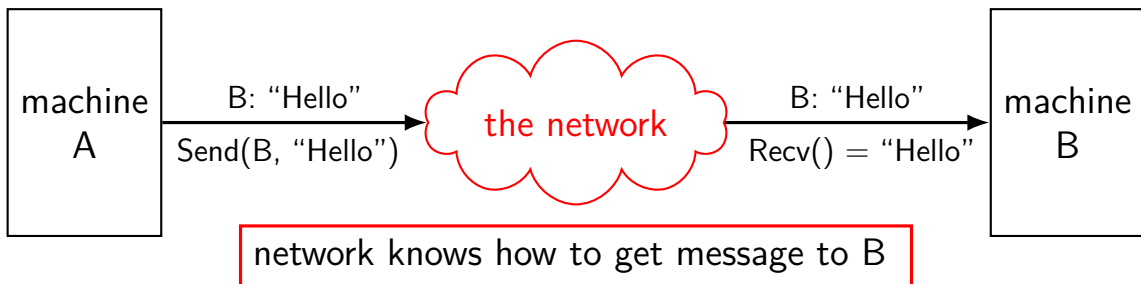 machine
A
B: “Hello”
Send(B, “Hello”)
the network
B: “Hello”
Recv() = “Hello”
machine
B
network knows how to get message to B